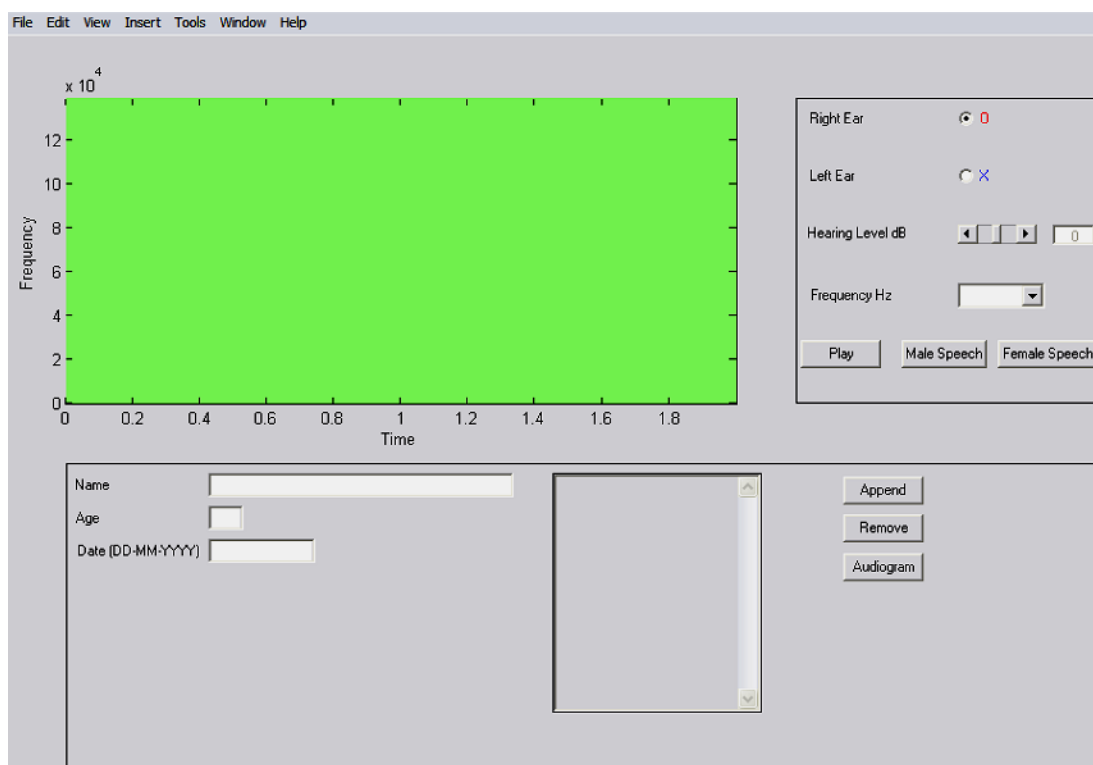 File Edit View Insert Tools Window Help
x 10^4
12
10
8
6
4
2
0
Frequency
0 0.2 0.4 0.6 0.8 1 1.2 1.4 1.6 1.8
Time
Right Ear O
Left Ear X
Hearing Level dB 0
Frequency Hz
Play Male Speech Female Speech
Name
Age
Date (DD-MM-YYYY)
Append
Remove
Audiogram